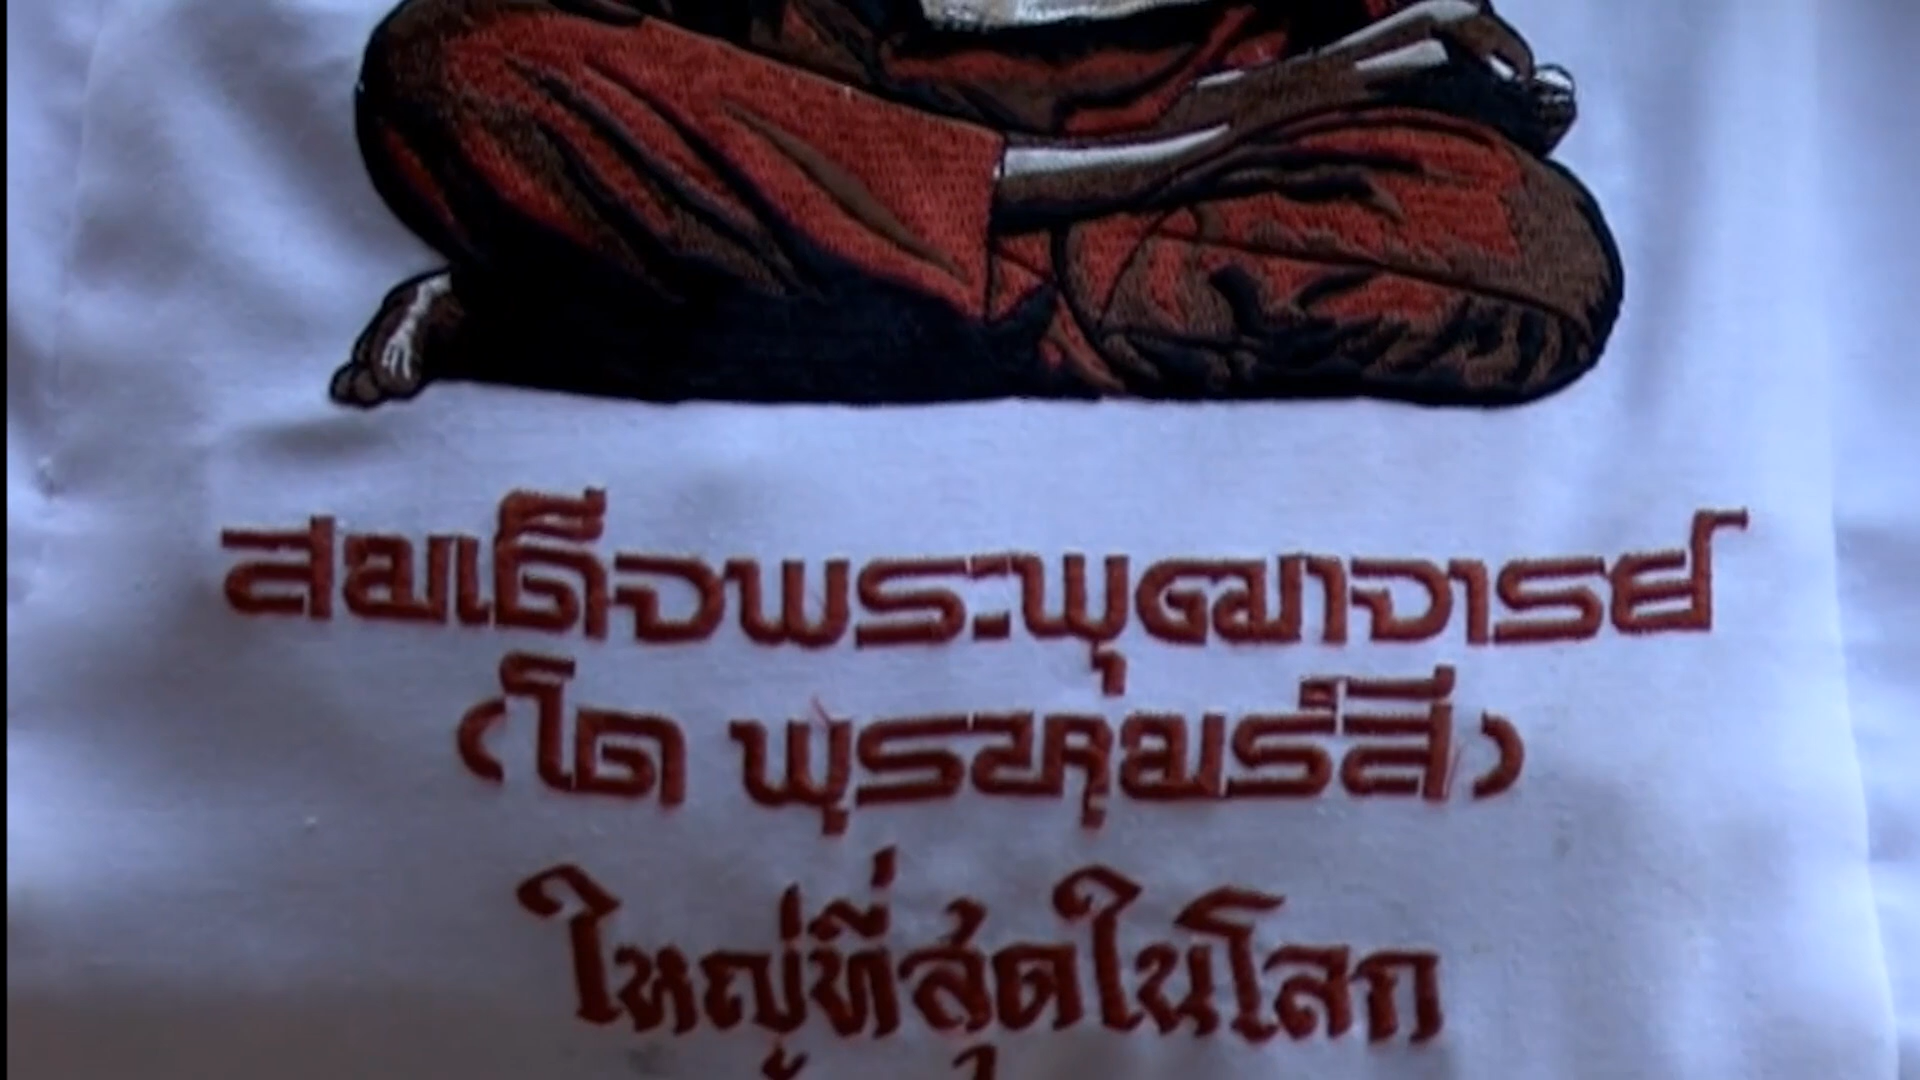 สมเด็จพระพุฒาจารย์
(โต พฺรหฺมรํสี)
ใหญ่ที่สุดในโลก